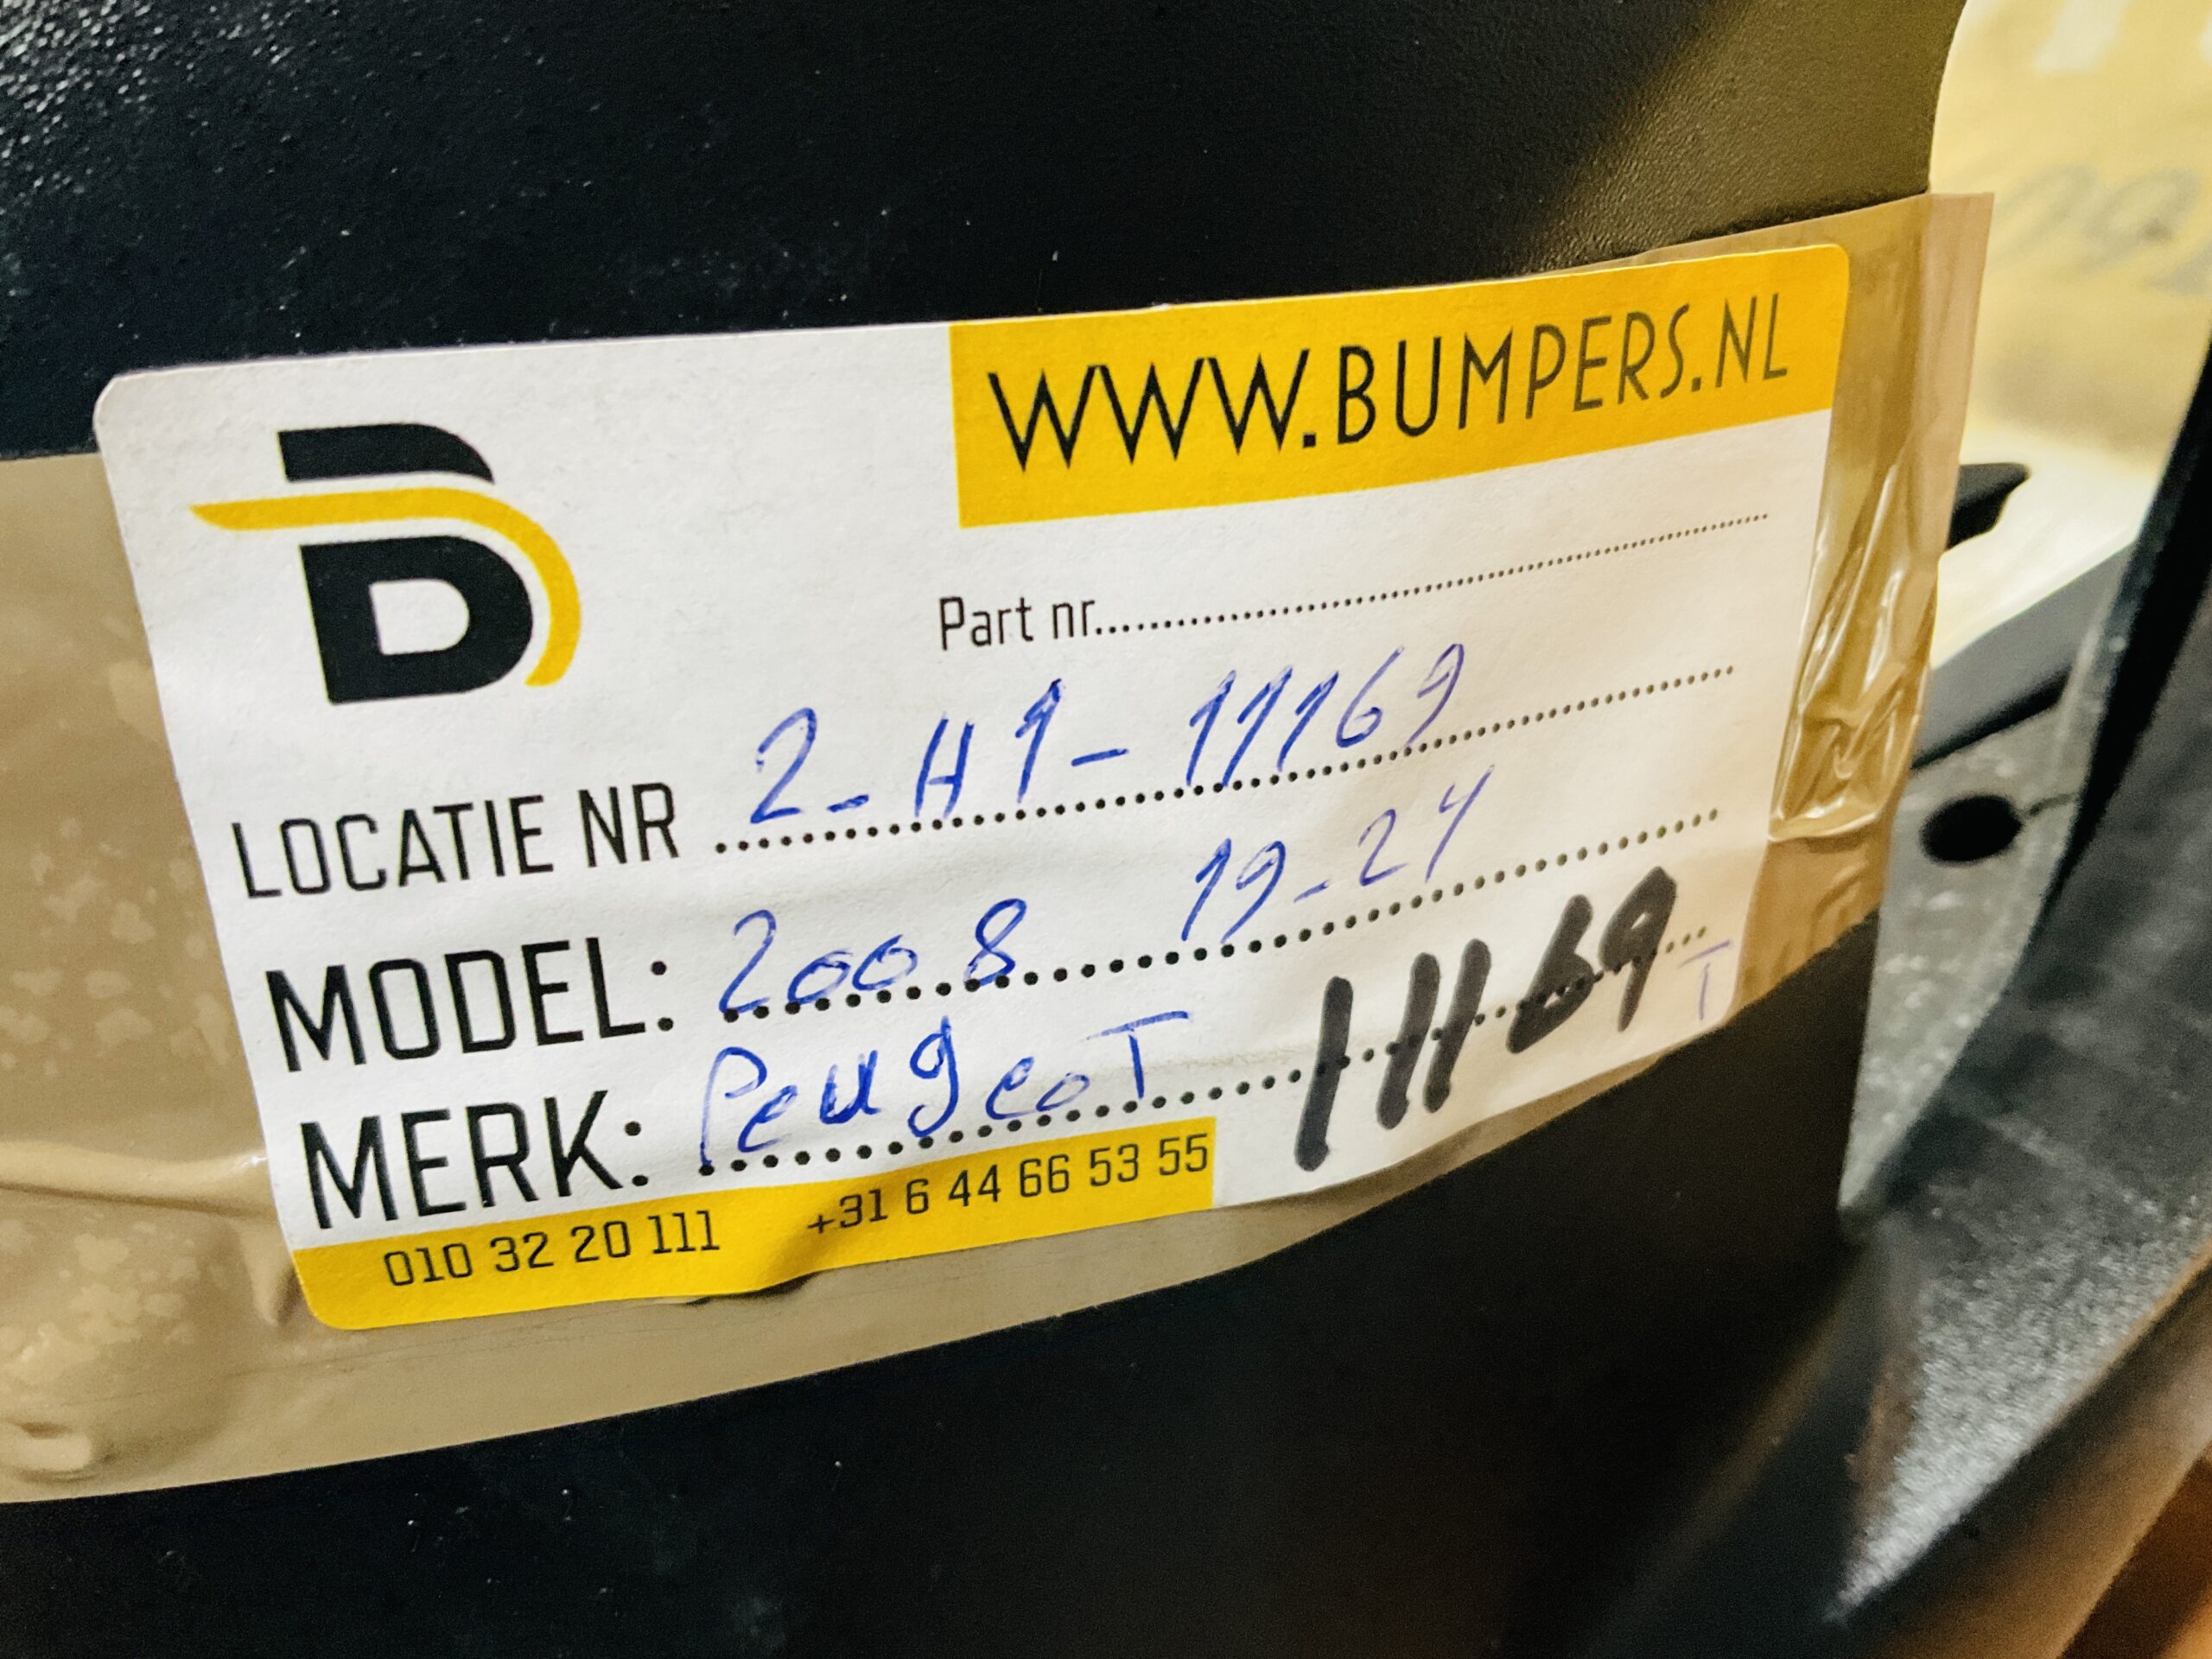 B
WWW.BUMPERS.NL
Part nr......
LOCATIE NR 2-H1-11169
MODEL: 2008 19-24
MERK: PeugeoT 11169 T
010 32 20 111 +31 6 44 66 53 55